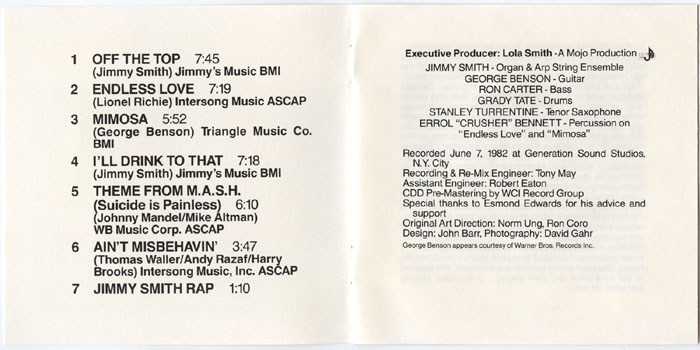 1 OFF THE TOP 7:45
(Jimmy Smith) Jimmy's Music BMI
2 ENDLESS LOVE 7:19
(Lionel Richie) Intersong Music ASCAP
3 MIMOSA 5:52
(George Benson) Triangle Music Co.
BMI
4 I'LL DRINK TO THAT 7:18
(Jimmy Smith) Jimmy's Music BMI
5 THEME FROM M.A.S.H.
(Suicide is Painless) 6:10
(Johnny Mandel/Mike Altman)
WB Music Corp. ASCAP
6 AIN'T MISBEHAVIN' 3:47
(Thomas Waller/Andy Razaf/Harry
Brooks) Intersong Music, Inc. ASCAP
7 JIMMY SMITH RAP 1:10
Executive Producer: Lola Smith -A Mojo Production
JIMMY SMITH - Organ & Arp String Ensemble
GEORGE BENSON - Guitar
RON CARTER - Bass
GRADY TATE - Drums
STANLEY TURRENTINE - Tenor Saxophone
ERROL "CRUSHER" BENNETT - Percussion on
"Endless Love" and "Mimosa"
Recorded June 7, 1982 at Generation Sound Studios,
N.Y. City
Recording & Re-Mix Engineer: Tony May
Assistant Engineer: Robert Eaton
CDD Pre-Mastering by WCI Record Group
Special thanks to Esmond Edwards for his advice and
support
Original Art Direction: Norm Ung, Ron Coro
Design: John Barr, Photography: David Gahr
George Benson appears courtesy of Warner Bros. Records Inc.